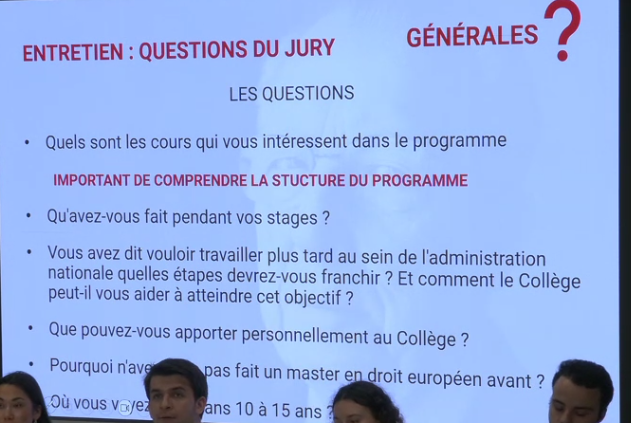 ENTRETIEN : QUESTIONS DU JURY GÉNÉRALES ?
LES QUESTIONS
• Quels sont les cours qui vous intéressent dans le programme
IMPORTANT DE COMPRENDRE LA STUCTURE DU PROGRAMME
• Qu'avez-vous fait pendant vos stages ?
• Vous avez dit vouloir travailler plus tard au sein de l'administration
nationale quelles étapes devrez-vous franchir ? Et comment le Collège
peut-il vous aider à atteindre cet objectif ?
• Que pouvez-vous apporter personnellement au Collège ?
• Pourquoi pas fait un master en droit européen avant ?
Où vous ans 10 à 15 ans ?